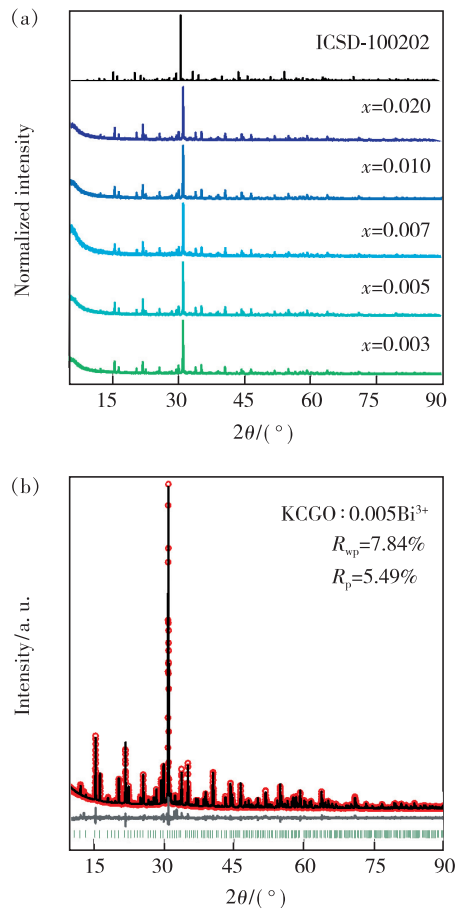 (a)
ICSD-100202
x=0.020
x=0.010
x=0.007
x=0.005
x=0.003
Normalized intensity
15 30 45 60 75 90
2θ/(°)
(b)
KCGO:0.005Bi³⁺
Rwp=7.84%
Rp=5.49%
Intensity/a. u.
15 30 45 60 75 90
2θ/(°)